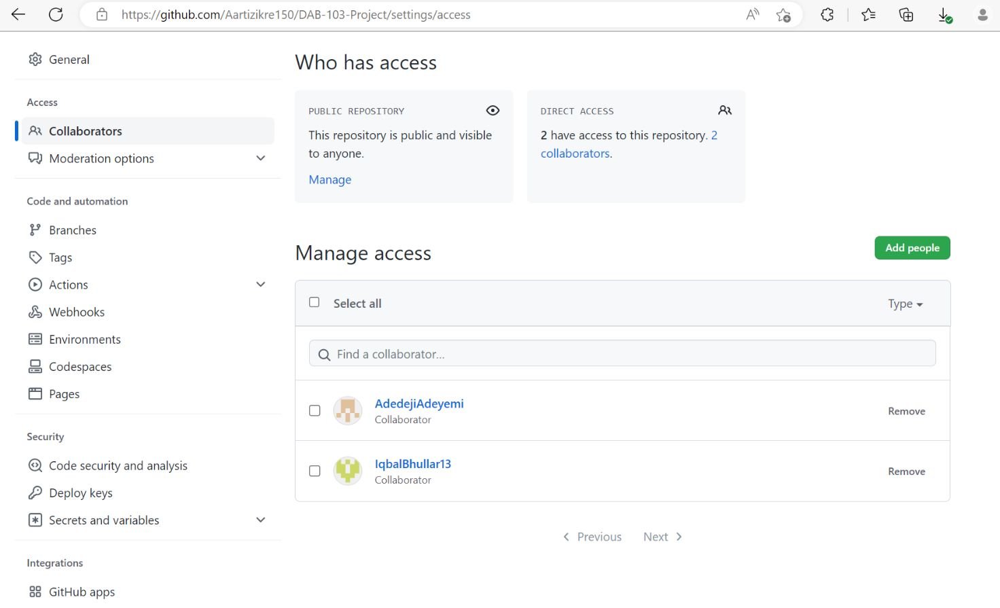 https://github.com/Aartizikre150/DAB-103-Project/settings/access
General
Access
Collaborators
Moderation options
Code and automation
Branches
Tags
Actions
Webhooks
Environments
Codespaces
Pages
Security
Code security and analysis
Deploy keys
Secrets and variables
Integrations
GitHub apps
Who has access
PUBLIC REPOSITORY
This repository is public and visible
to anyone.
Manage
DIRECT ACCESS
2 have access to this repository. 2
collaborators.
Manage access
Add people
Select all
Type
Find a collaborator...
AdedejiAdeyemi
Collaborator
Remove
IqbalBhullar13
Collaborator
Remove
Previous
Next